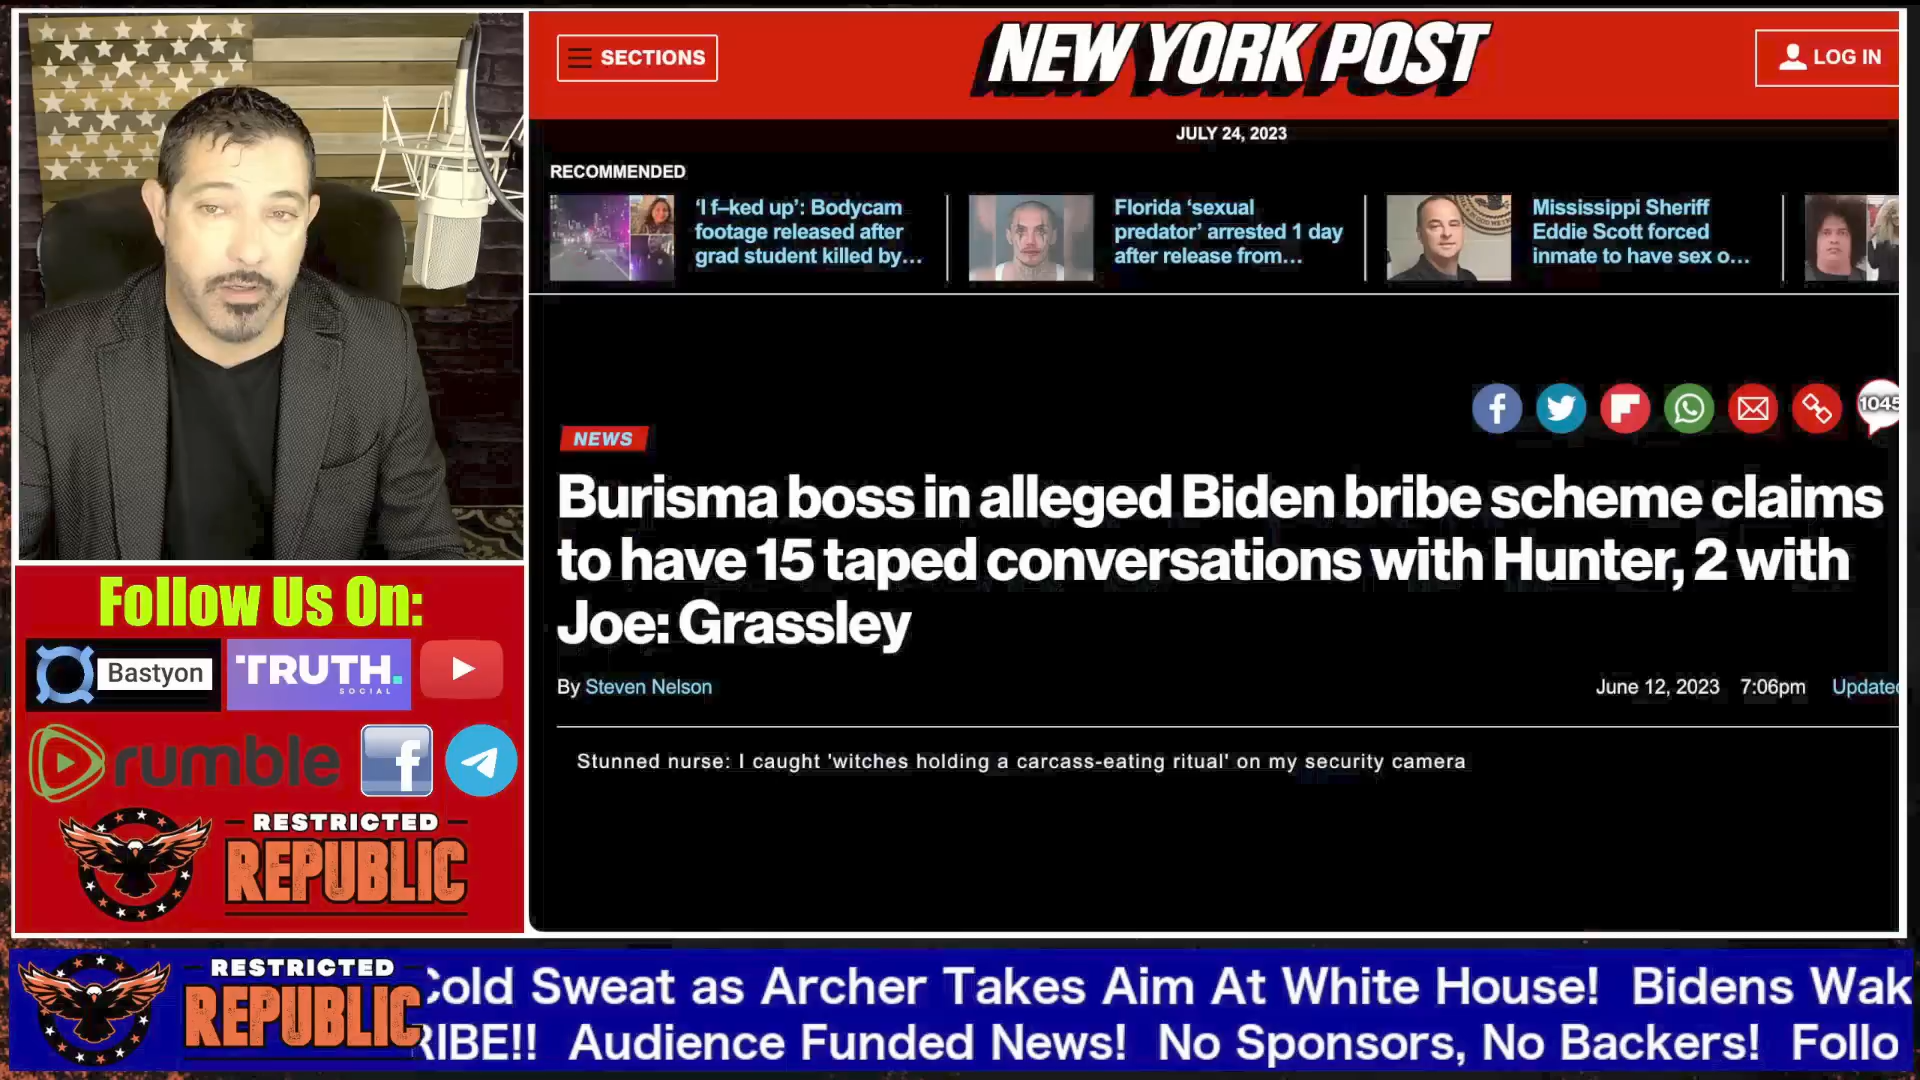 SECTIONS
NEW YORK POST
LOG IN
JULY 24, 2023
RECOMMENDED
‘I f–ked up’: Bodycam
footage released after
grad student killed by...
Florida ‘sexual
predator’ arrested 1 day
after release from...
Mississippi Sheriff
Eddie Scott forced
inmate to have sex o...
1045
NEWS
Burisma boss in alleged Biden bribe scheme claims
to have 15 taped conversations with Hunter, 2 with
Joe: Grassley
By Steven Nelson
June 12, 2023 7:06pm Updated
Stunned nurse: I caught 'witches holding a carcass-eating ritual' on my security camera
Follow Us On:
Bastyon
TRUTH.
SOCIAL
rumble
RESTRICTED
REPUBLIC
RESTRICTED
REPUBLIC
Cold Sweat as Archer Takes Aim At White House! Bidens Wak
RIBE!! Audience Funded News! No Sponsors, No Backers! Follo